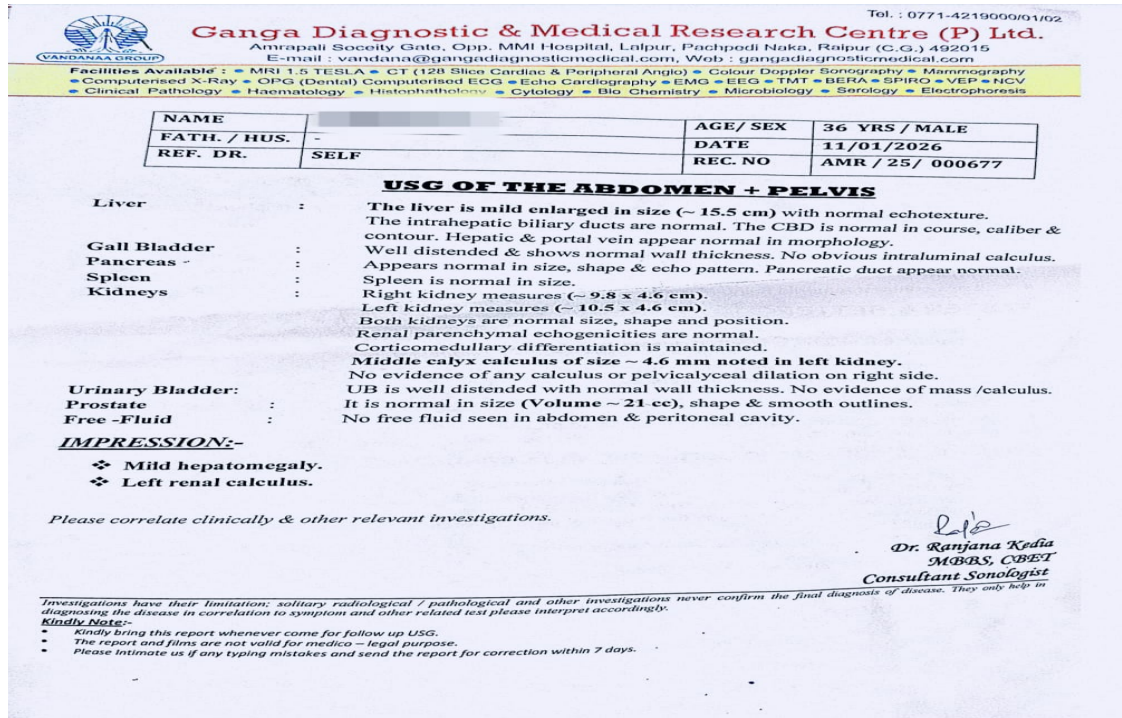 Tel. : 0771-4219000/01/02
Ganga Diagnostic & Medical Research Centre (P) Ltd.
VANDANAA GROUP
Amrapali Soceity Gate, Opp. MMI Hospital, Lalpur, Pachpedi Naka, Raipur (C.G.) 492015
E-mail : vandana@gangadiagnosticmedical.com, Web : gangadiagnosticmedical.com
Facilities Available : • MRI 1.5 TESLA • CT (128 Slice Cardiac & Peripheral Angio) • Colour Doppler Sonography • Mammography
• Computerised X-Ray • OPG (Dental) Computerised ECG • Echo Cardiography • EMG • EEG • TMT • BERA • SPIRO • VEP • NCV
• Clinical Pathology • Haematology • Histophathology • Cytology • Bio Chemistry • Microbiology • Serology • Electrophoresis
NAME AGE/ SEX 36 YRS / MALE
FATH. / HUS. - DATE 11/01/2026
REF. DR. SELF REC. NO AMR / 25/ 000677
USG OF THE ABDOMEN + PELVIS
Liver : The liver is mild enlarged in size (~ 15.5 cm) with normal echotexture.
The intrahepatic biliary ducts are normal. The CBD is normal in course, caliber &
contour. Hepatic & portal vein appear normal in morphology.
Gall Bladder : Well distended & shows normal wall thickness. No obvious intraluminal calculus.
Pancreas - : Appears normal in size, shape & echo pattern. Pancreatic duct appear normal.
Spleen : Spleen is normal in size.
Kidneys : Right kidney measures (~ 9.8 x 4.6 cm).
Left kidney measures (~ 10.5 x 4.6 cm).
Both kidneys are normal size, shape and position.
Renal parenchymal echogenicities are normal.
Corticomedullary differentiation is maintained.
Middle calyx calculus of size ~ 4.6 mm noted in left kidney.
No evidence of any calculus or pelvicalyceal dilation on right side.
Urinary Bladder: UB is well distended with normal wall thickness. No evidence of mass /calculus.
Prostate : It is normal in size (Volume ~ 21 cc), shape & smooth outlines.
Free -Fluid : No free fluid seen in abdomen & peritoneal cavity.
IMPRESSION:-
❖ Mild hepatomegaly.
❖ Left renal calculus.
Please correlate clinically & other relevant investigations.
Dr. Ranjana Kedia
MBBS, CBET
Consultant Sonologist
Investigations have their limitation; solitary radiological / pathological and other investigations never confirm the final diagnosis of disease. They only help in
diagnosing the disease in correlation to symptom and other related test please interpret accordingly.
Kindly Note:-
• Kindly bring this report whenever come for follow up USG.
• The report and films are not valid for medico – legal purpose.
• Please Intimate us if any typing mistakes and send the report for correction within 7 days.